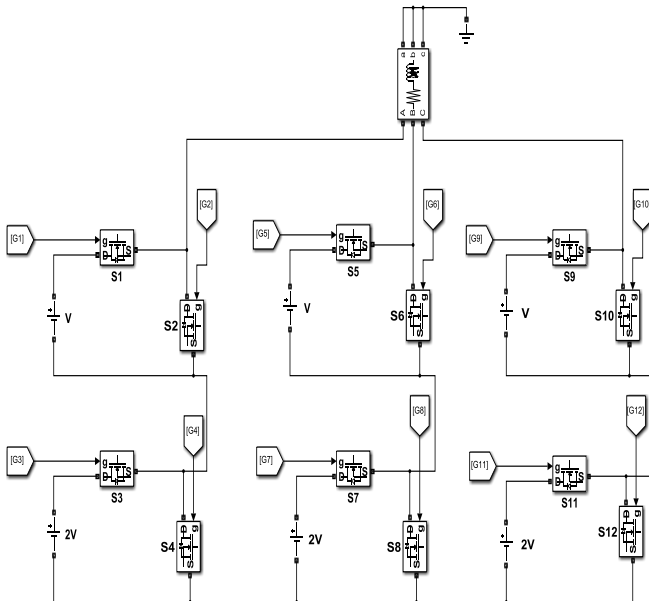 a b c
A B C
[G1]
[G2]
[G5]
[G6]
[G9]
[G10
g
D S
S1
g
D S
S5
g
D S
S9
V
S2
D g
S
V
S6
D g
S
V
S10
D g
S
[G3]
[G4]
[G7]
[G8]
[G11]
[G12]
g
D S
S3
g
D S
S7
g
D S
S11
2V
S4
D g
S
2V
S8
D g
S
2V
S12
D g
S